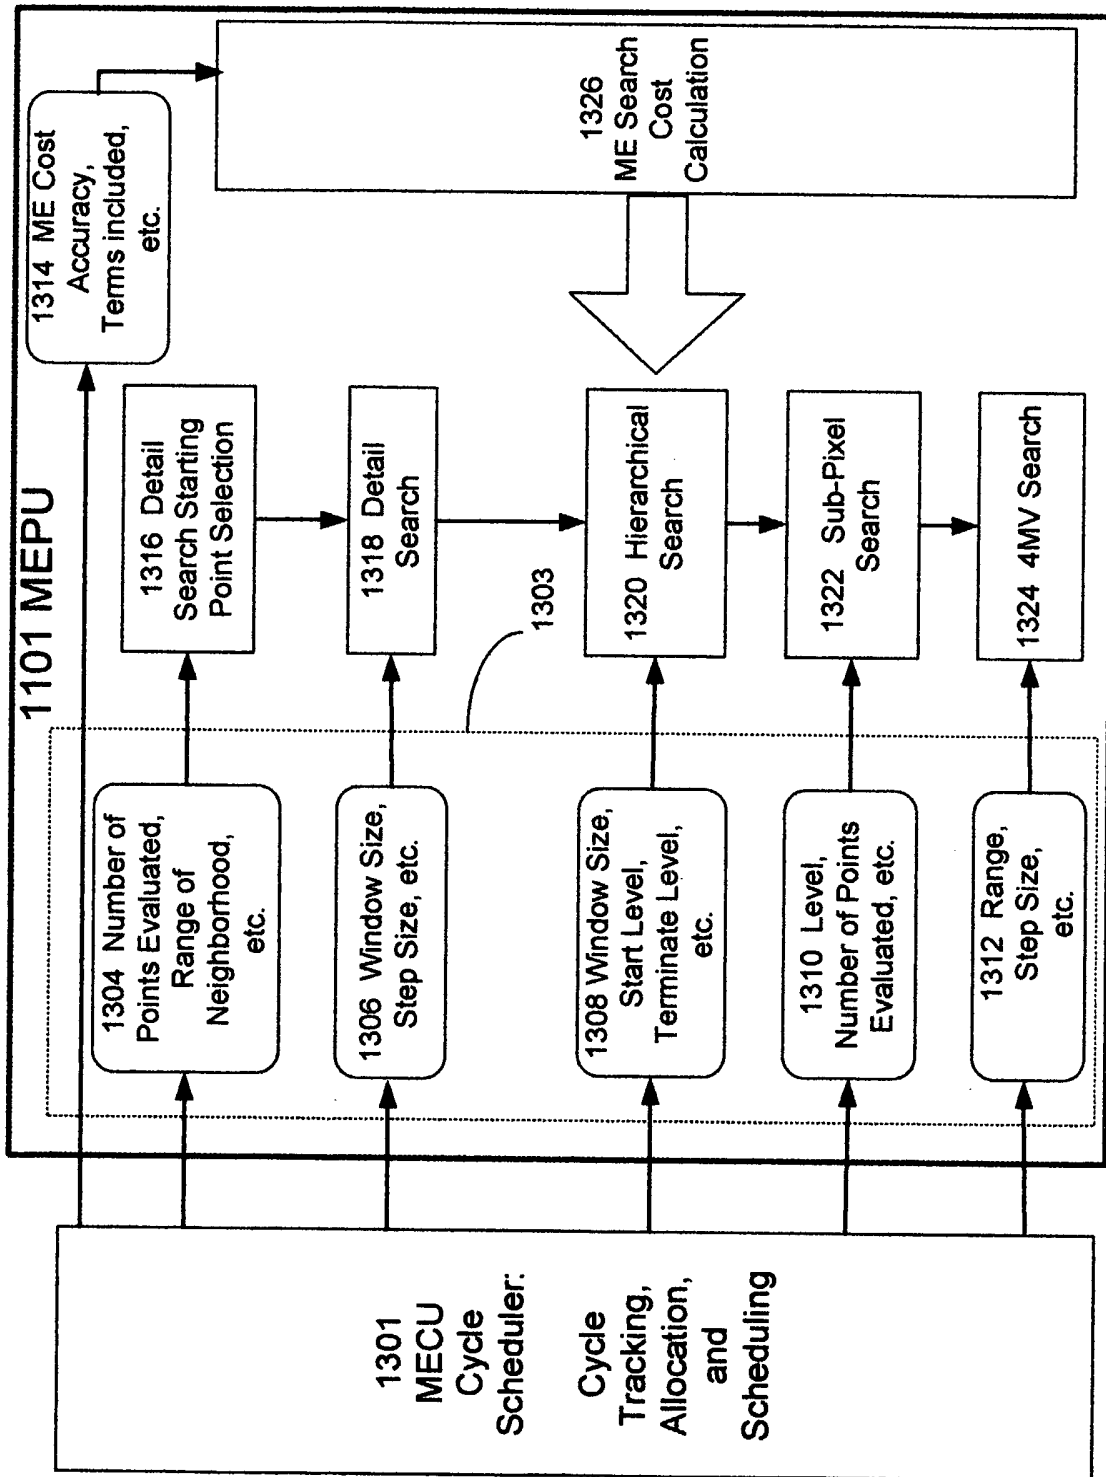 1101 MEPU
1301
MECU
Cycle
Scheduler:
Cycle
Tracking,
Allocation,
and
Scheduling
1304 Number of
Points Evaluated,
Range of
Neighborhood,
etc.
1306 Window Size,
Step Size, etc.
1308 Window Size,
Start Level,
Terminate Level,
etc.
1310 Level,
Number of Points
Evaluated, etc.
1312 Range,
Step Size,
etc.
1303
1316 Detail
Search Starting
Point Selection
1318 Detail
Search
1320 Hierarchical
Search
1322 Sub-Pixel
Search
1324 4MV Search
1314 ME Cost
Accuracy,
Terms included,
etc.
1326
ME Search
Cost
Calculation